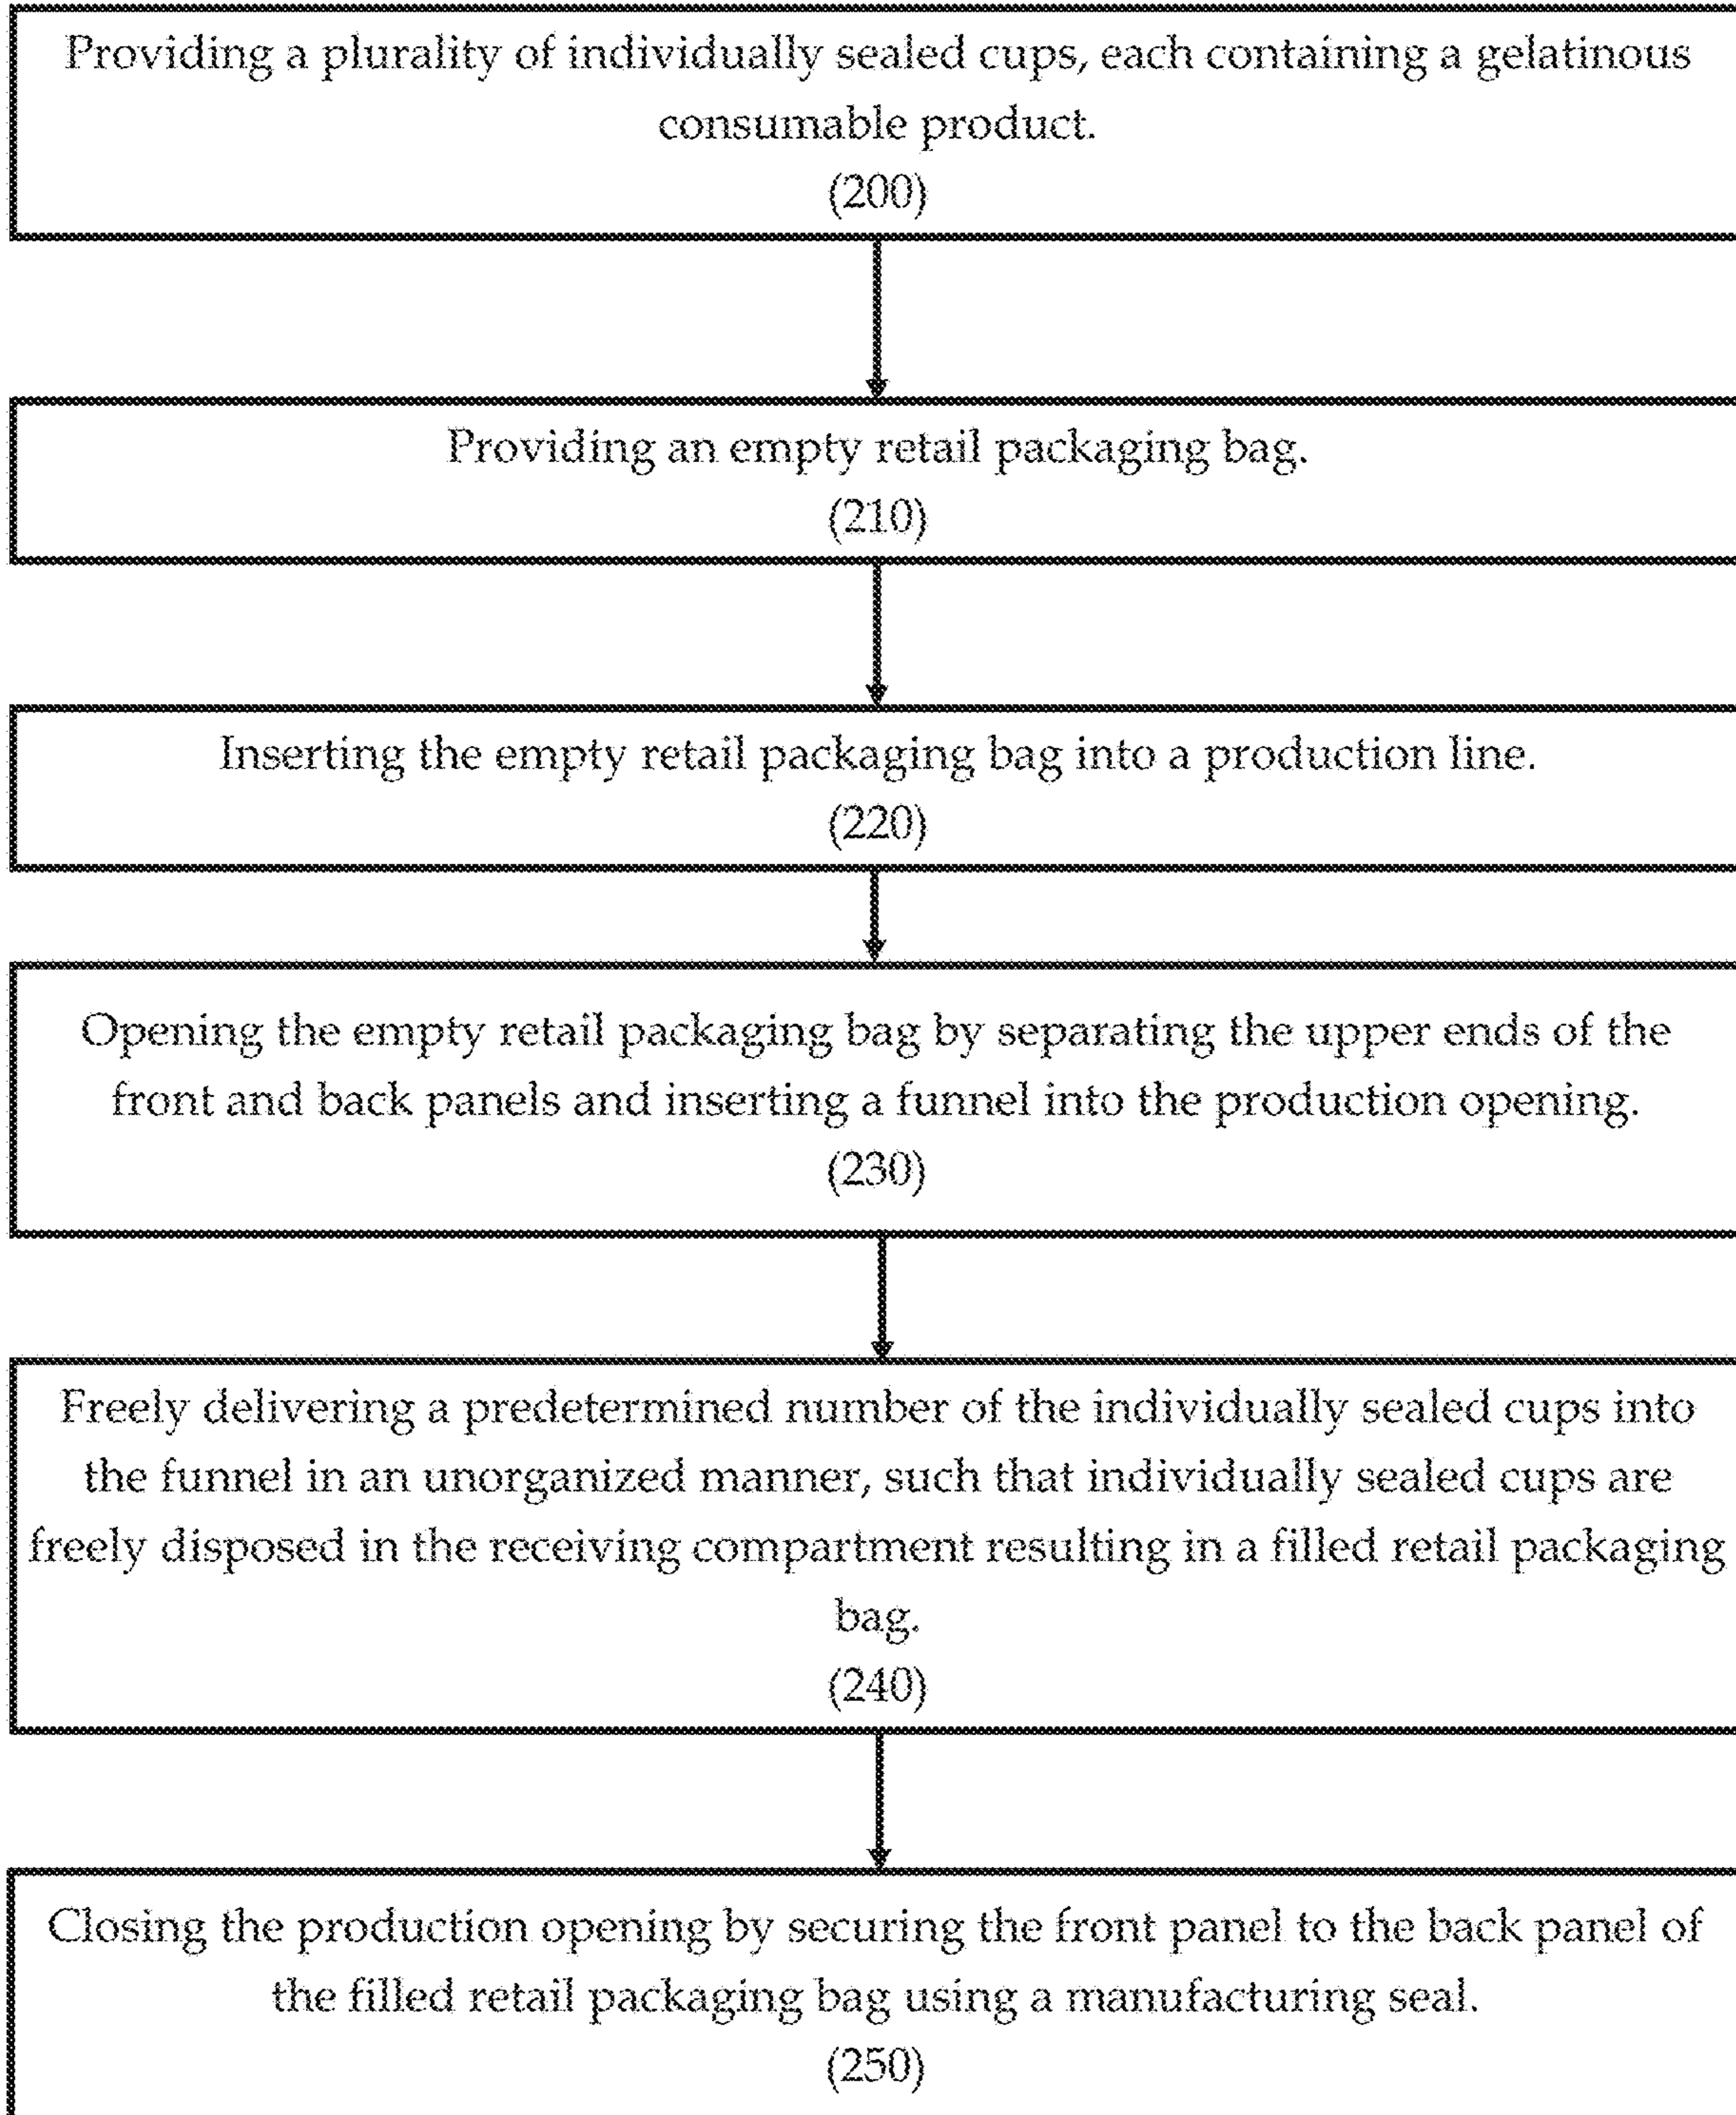 Providing a plurality of individually sealed cups, each containing a gelatinous
consumable product.
(200)
Providing an empty retail packaging bag.
(210)
Inserting the empty retail packaging bag into a production line.
(220)
Opening the empty retail packaging bag by separating the upper ends of the
front and back panels and inserting a funnel into the production opening.
(230)
Freely delivering a predetermined number of the individually sealed cups into
the funnel in an unorganized manner, such that individually sealed cups are
freely disposed in the receiving compartment resulting in a filled retail packaging
bag.
(240)
Closing the production opening by securing the front panel to the back panel of
the filled retail packaging bag using a manufacturing seal.
(250)